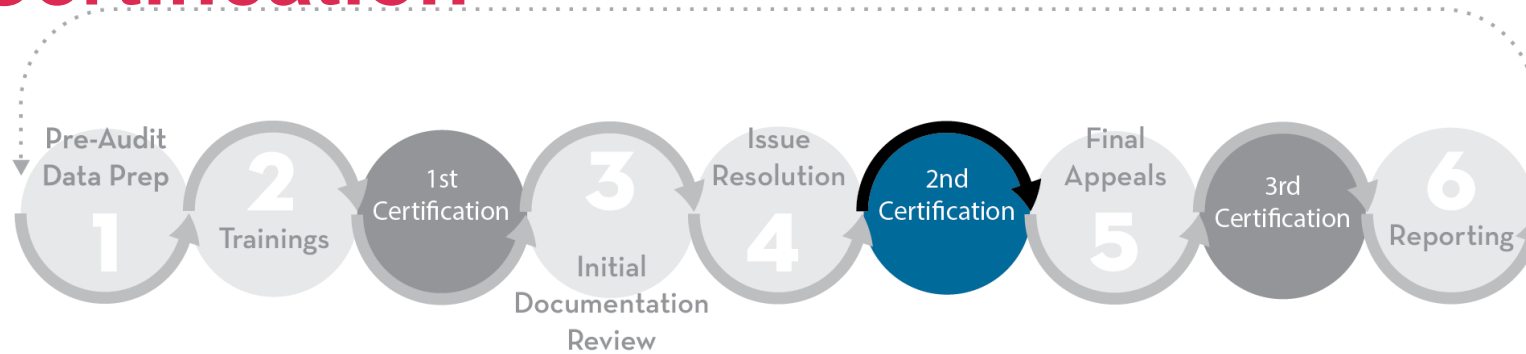 Certification
Pre-Audit
Data Prep
1
2
Trainings
1st
Certification
3
Initial
Documentation
Review
Issue
Resolution
4
2nd
Certification
Final
Appeals
5
3rd
Certification
6
Reporting